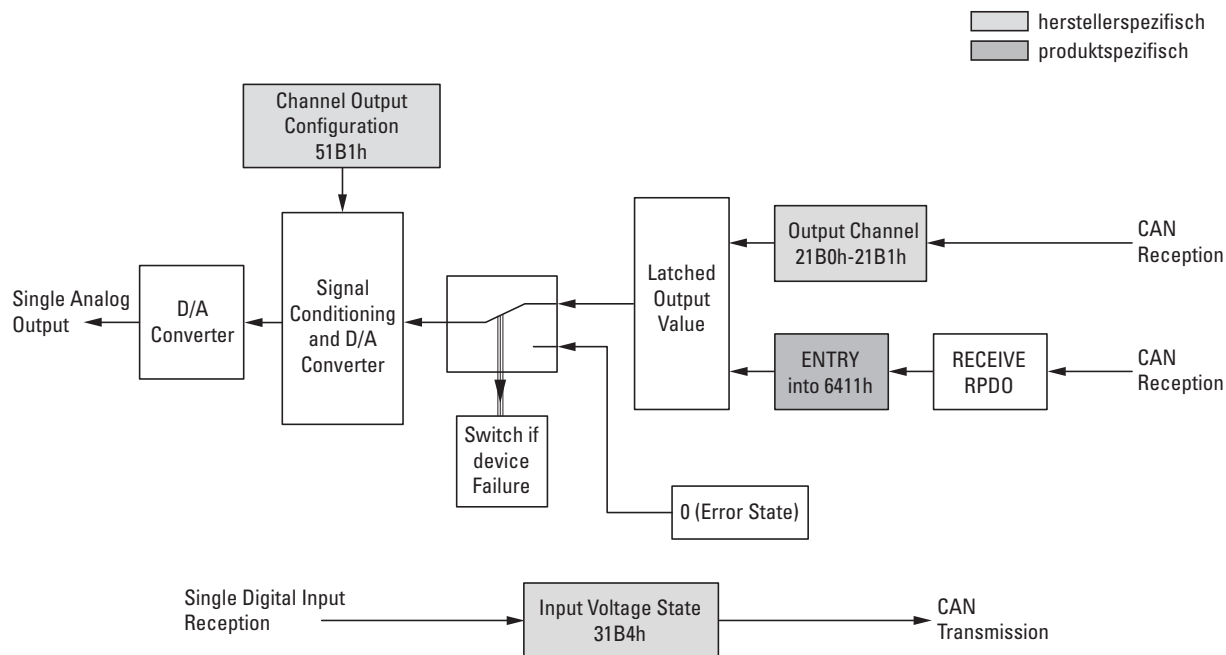 herstellerspezifisch
produktspezifisch
Channel Output
Configuration
51B1h
Output Channel
21B0h-21B1h
CAN
Reception
Single Analog
Output
D/A
Converter
Signal
Conditioning
and D/A
Converter
Latched
Output
Value
ENTRY
into 6411h
RECEIVE
RPDO
CAN
Reception
Switch if
device
Failure
0 (Error State)
Single Digital Input
Reception
Input Voltage State
31B4h
CAN
Transmission